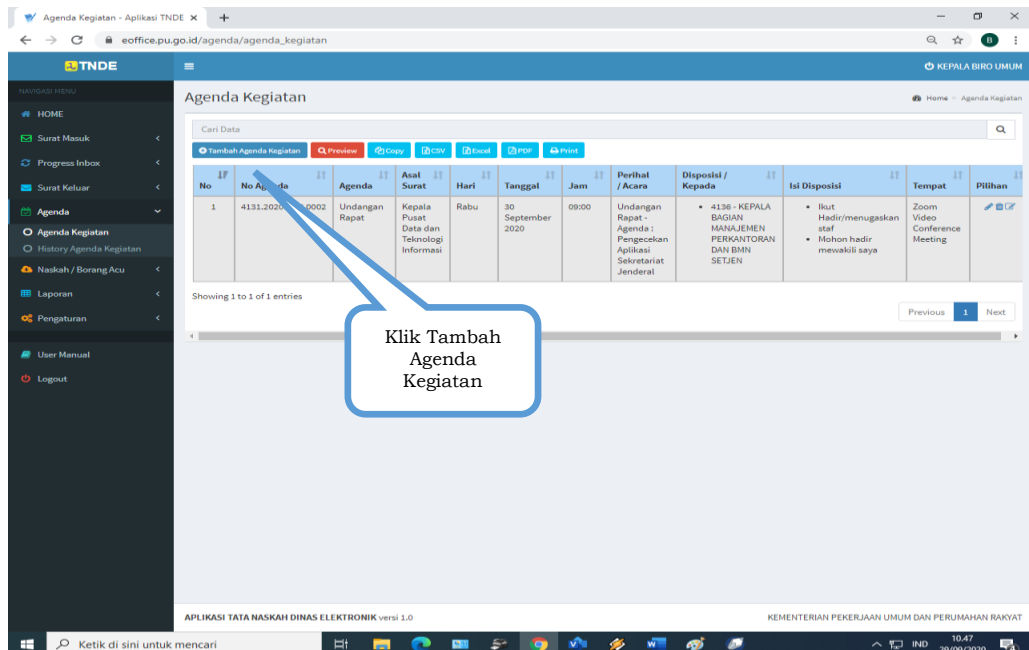 Agenda Kegiatan - Aplikasi TNDE
eoffice.pu.go.id/agenda/agenda_kegiatan
B
TNDE
KEPALA BIRO UMUM
NAVIGASI MENU
HOME
Surat Masuk
Progress Inbox
Surat Keluar
Agenda
Agenda Kegiatan
History Agenda Kegiatan
Naskah / Borang Acu
Laporan
Pengaturan
User Manual
Logout
Agenda Kegiatan
Home > Agenda Kegiatan
Cari Data
Tambah Agenda Kegiatan Preview Copy CSV Excel PDF Print
No No Agenda Agenda Asal Surat Hari Tanggal Jam Perihal / Acara Disposisi / Kepada Isi Disposisi Tempat Pilihan
1 4131.2020 0002 Undangan Rapat Kepala Pusat Data dan Teknologi Informasi Rabu 30 September 2020 09:00 Undangan Rapat - Agenda : Pengecekan Aplikasi Sekretariat Jenderal • 4136 - KEPALA BAGIAN MANAJEMEN PERKANTORAN DAN BMN SETJEN • Ikut Hadir/menugaskan staf • Mohon hadir mewakili saya Zoom Video Conference Meeting
Showing 1 to 1 of 1 entries
Previous 1 Next
Klik Tambah
Agenda
Kegiatan
APLIKASI TATA NASKAH DINAS ELEKTRONIK versi 1.0
KEMENTERIAN PEKERJAAN UMUM DAN PERUMAHAN RAKYAT
Ketik di sini untuk mencari
IND
10.47
29/09/2020